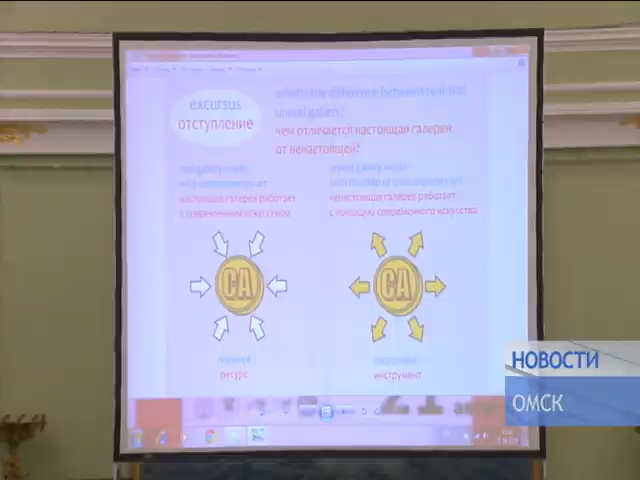 excursus
отступление
what's the difference between real and
unreal gallery?
чем отличается настоящая галерея
от ненастоящей?
real gallery works
with contemporary art
настоящая галерея работает
с современным искусством
unreal gallery works
with the help of contemporary art
ненастоящая галерея работает
с помощью современного искусства
CA
CA
ресурс
инструмент
НОВОСТИ
ОМСК